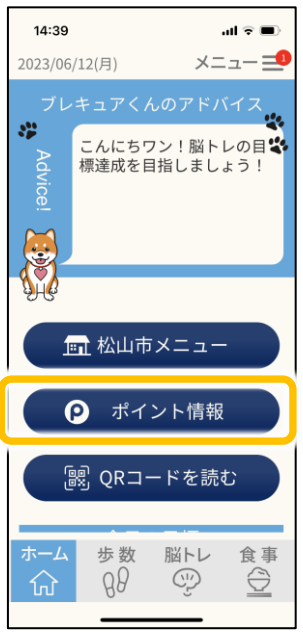 14:39
2023/06/12(月)
メニュー
1
ブレキュアくんのアドバイス
Advice!
こんにちワン！脳トレの目
標達成を目指しましょう！
松山市メニュー
P ポイント情報
QRコードを読む
ホーム
歩数
脳トレ
食事